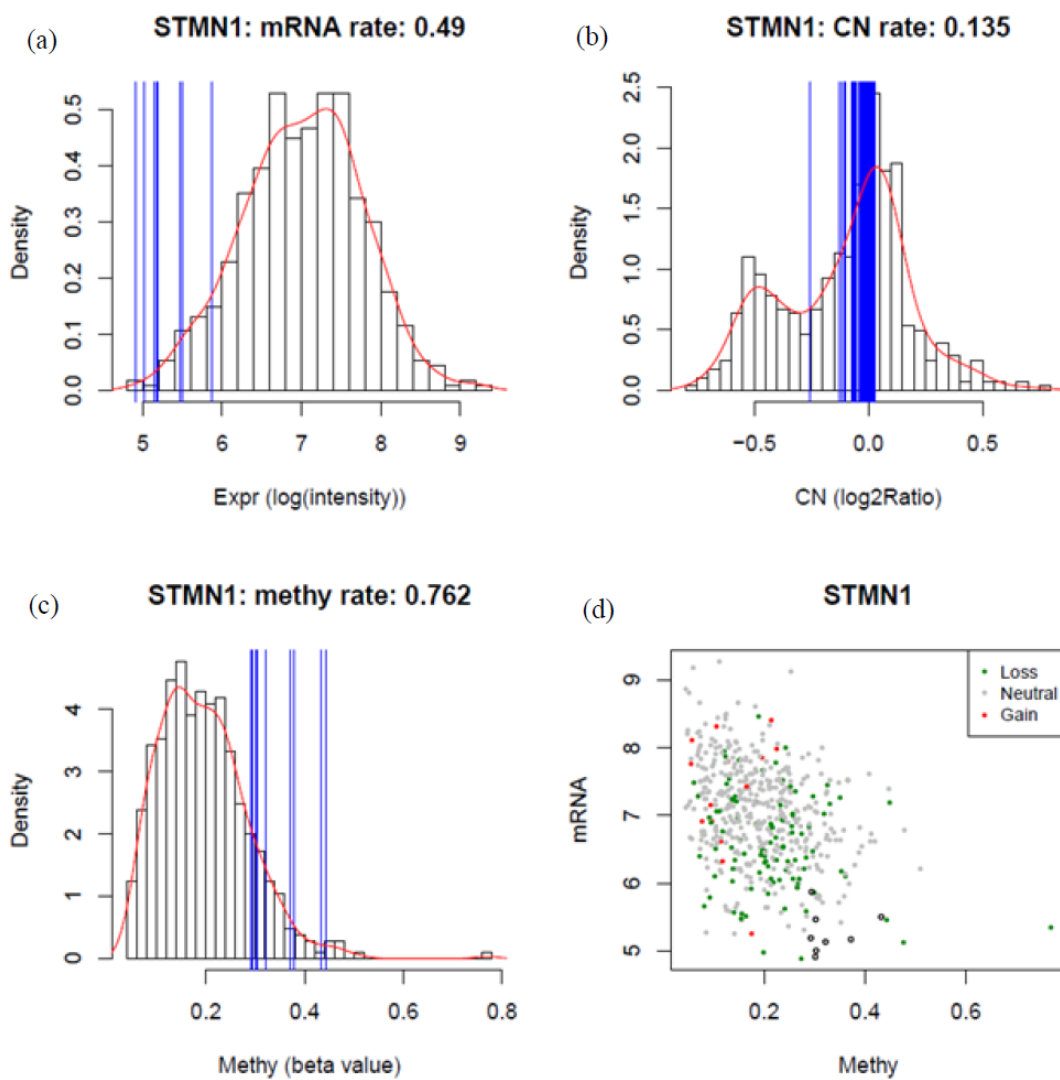 (a)
STMN1: mRNA rate: 0.49
Density
0.0 0.1 0.2 0.3 0.4 0.5
5 6 7 8 9
Expr (log(intensity))
(b)
STMN1: CN rate: 0.135
Density
0.0 0.5 1.0 1.5 2.0 2.5
−0.5 0.0 0.5
CN (log2Ratio)
(c)
STMN1: methy rate: 0.762
Density
0 1 2 3 4
0.2 0.4 0.6 0.8
Methy (beta value)
(d)
STMN1
Loss
Neutral
Gain
mRNA
5 6 7 8 9
0.2 0.4 0.6
Methy